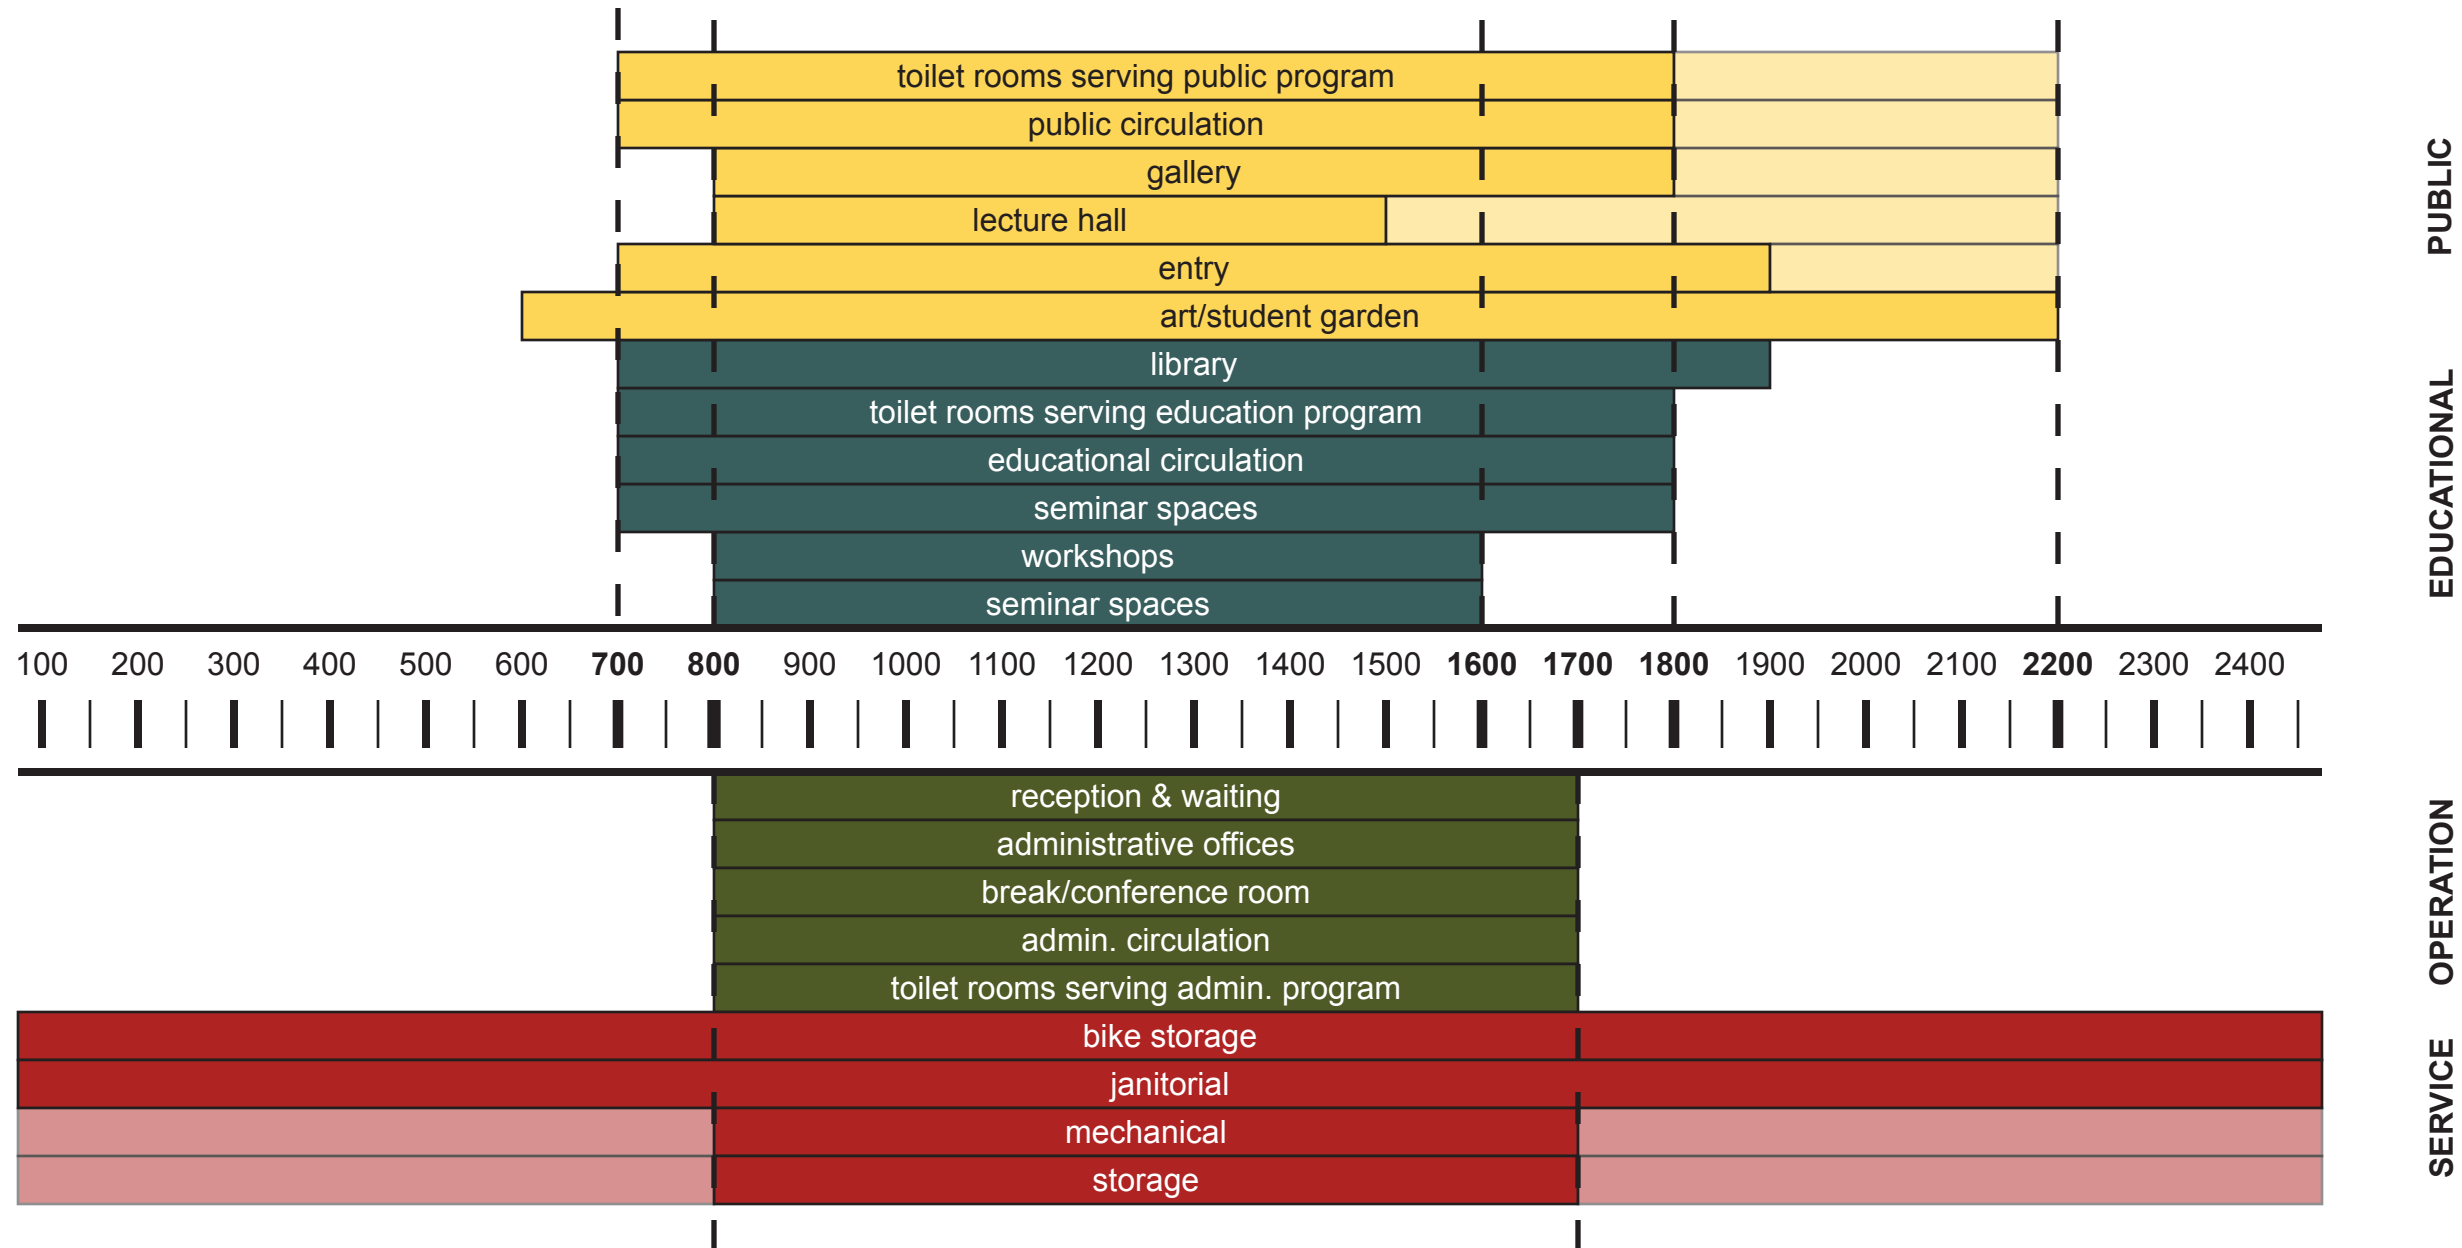 toilet rooms serving public program
public circulation
gallery
lecture hall
entry
art/student garden
PUBLIC
library
toilet rooms serving education program
educational circulation
seminar spaces
workshops
seminar spaces
EDUCATIONAL
100 200 300 400 500 600 700 800 900 1000 1100 1200 1300 1400 1500 1600 1700 1800 1900 2000 2100 2200 2300 2400
reception & waiting
administrative offices
break/conference room
admin. circulation
toilet rooms serving admin. program
OPERATION
bike storage
janitorial
mechanical
storage
SERVICE